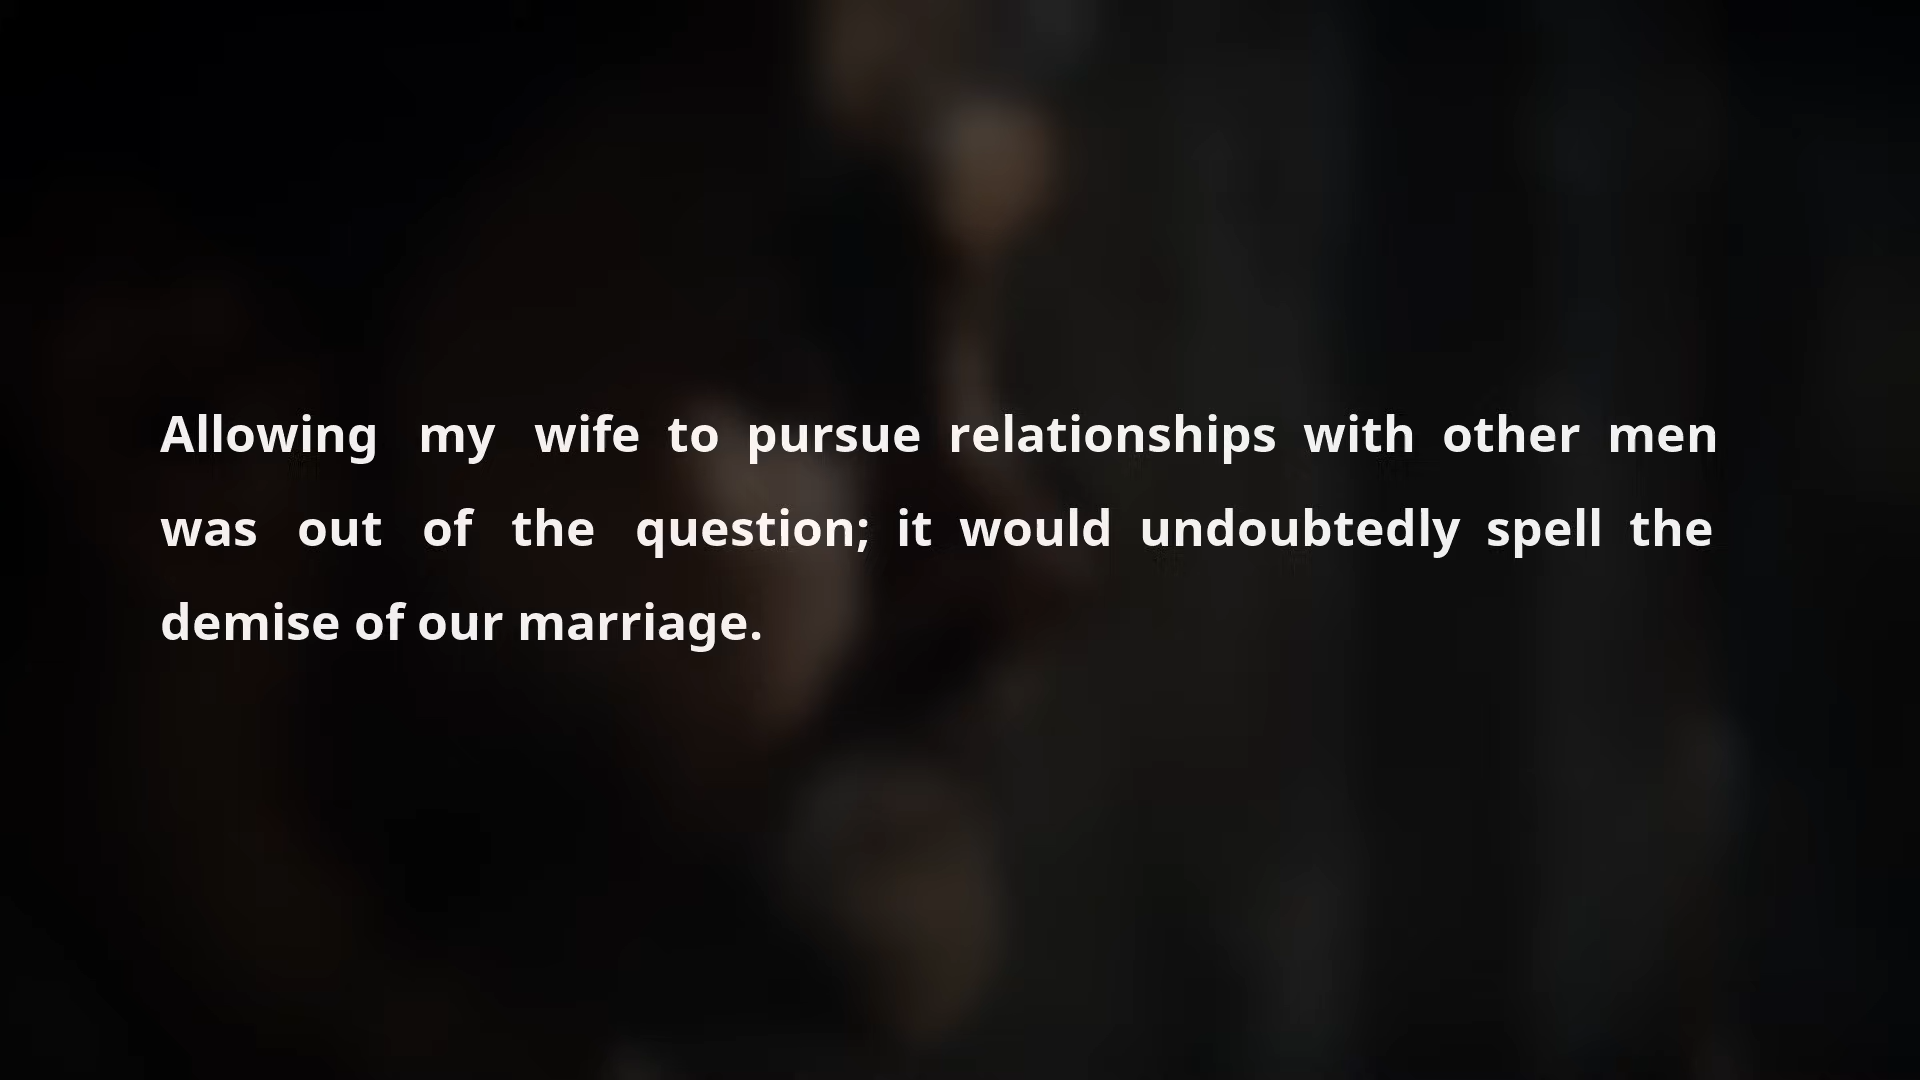 Allowing my wife to pursue relationships with other men
was out of the question; it would undoubtedly spell the
demise of our marriage.